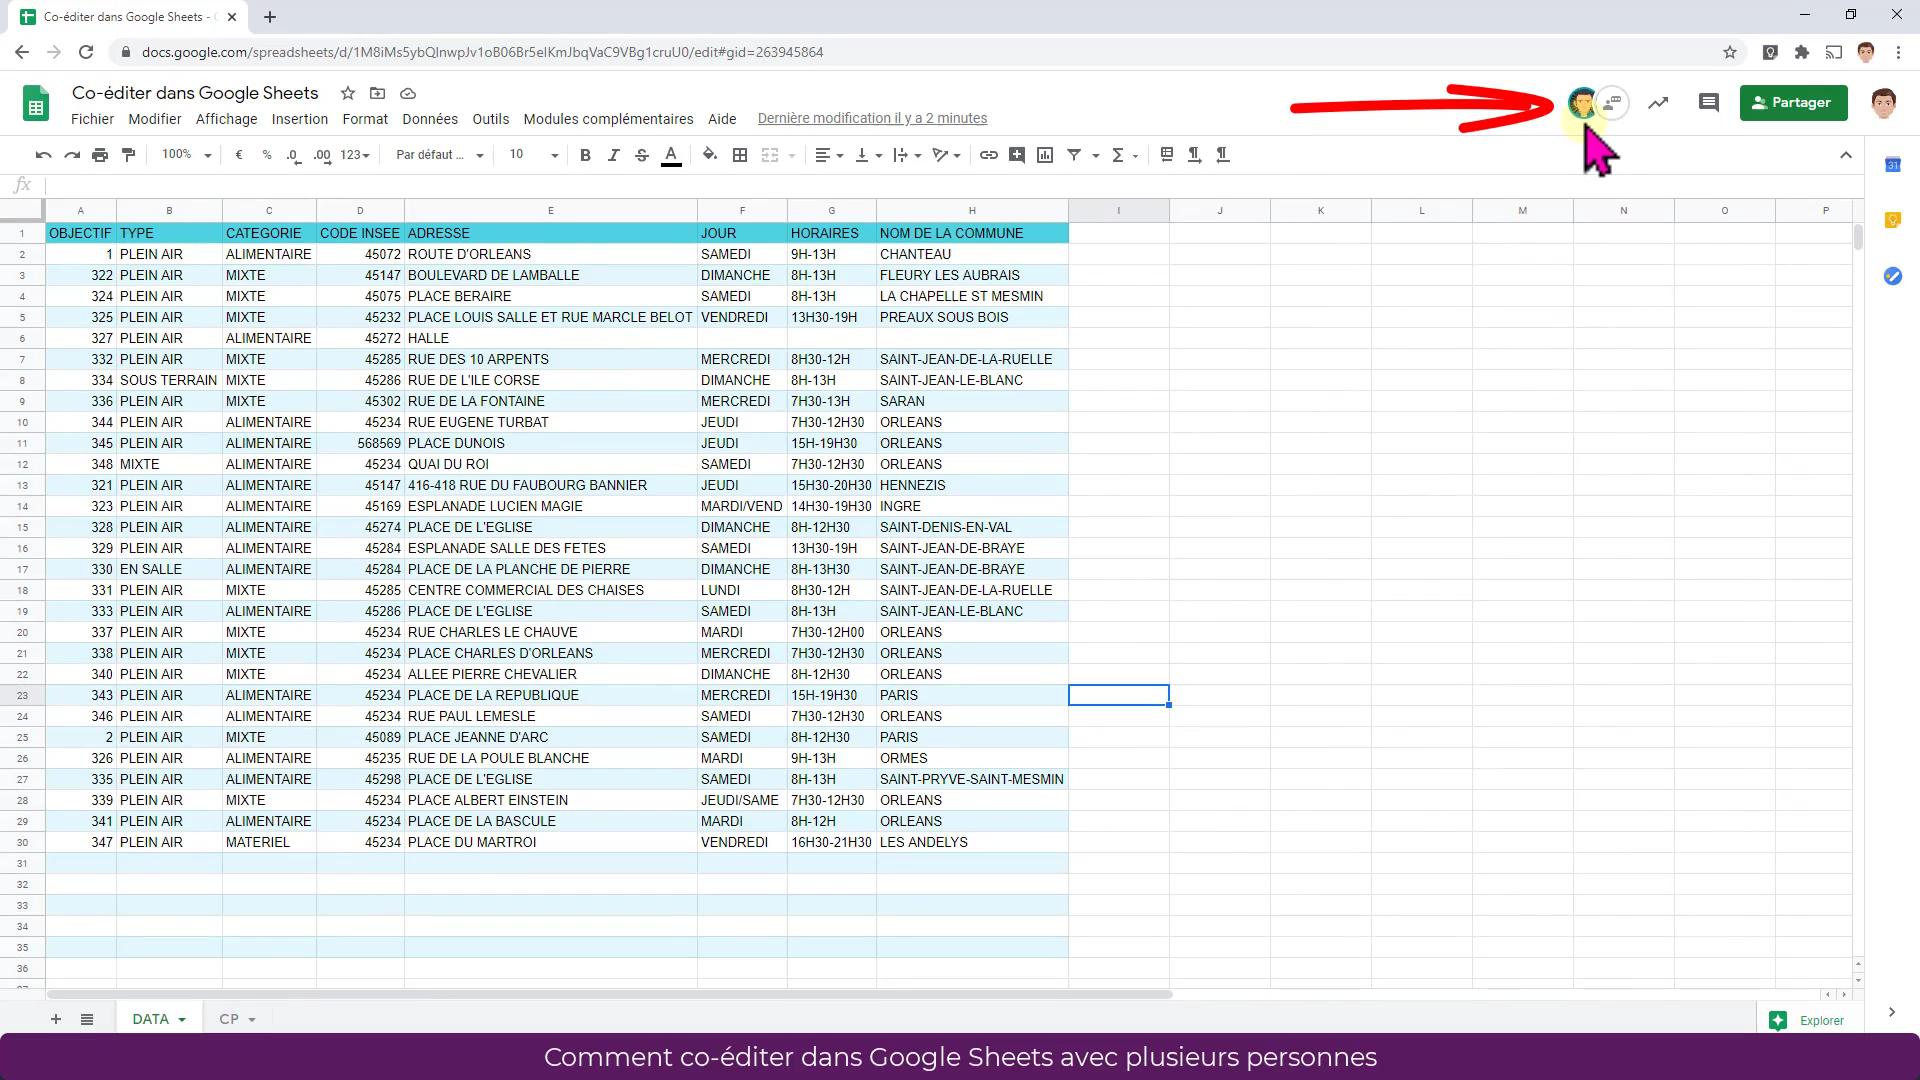 Co-éditer dans Google Sheets -
docs.google.com/spreadsheets/d/1M8iMs5ybQlnwpJv1oB06Br5elKmJbqVaC9VBg1cruU0/edit#gid=263945864
Co-éditer dans Google Sheets
Partager
Fichier Modifier Affichage Insertion Format Données Outils Modules complémentaires Aide Dernière modification il y a 2 minutes
100% € % .0 .00 123 Par défaut ... 10 B I S A Σ
fx
A B C D E F G H I J K L M N O P
1 OBJECTIF TYPE CATEGORIE CODE INSEE ADRESSE JOUR HORAIRES NOM DE LA COMMUNE
2 1 PLEIN AIR ALIMENTAIRE 45072 ROUTE D'ORLEANS SAMEDI 9H-13H CHANTEAU
3 322 PLEIN AIR MIXTE 45147 BOULEVARD DE LAMBALLE DIMANCHE 8H-13H FLEURY LES AUBRAIS
4 324 PLEIN AIR MIXTE 45075 PLACE BERAIRE SAMEDI 8H-13H LA CHAPELLE ST MESMIN
5 325 PLEIN AIR MIXTE 45232 PLACE LOUIS SALLE ET RUE MARCLE BELOT VENDREDI 13H30-19H PREAUX SOUS BOIS
6 327 PLEIN AIR ALIMENTAIRE 45272 HALLE
7 332 PLEIN AIR MIXTE 45285 RUE DES 10 ARPENTS MERCREDI 8H30-12H SAINT-JEAN-DE-LA-RUELLE
8 334 SOUS TERRAIN MIXTE 45286 RUE DE L'ILE CORSE DIMANCHE 8H-13H SAINT-JEAN-LE-BLANC
9 336 PLEIN AIR MIXTE 45302 RUE DE LA FONTAINE MERCREDI 7H30-13H SARAN
10 344 PLEIN AIR ALIMENTAIRE 45234 RUE EUGENE TURBAT JEUDI 7H30-12H30 ORLEANS
11 345 PLEIN AIR ALIMENTAIRE 568569 PLACE DUNOIS JEUDI 15H-19H30 ORLEANS
12 348 MIXTE ALIMENTAIRE 45234 QUAI DU ROI SAMEDI 7H30-12H30 ORLEANS
13 321 PLEIN AIR ALIMENTAIRE 45147 416-418 RUE DU FAUBOURG BANNIER JEUDI 15H30-20H30 HENNEZIS
14 323 PLEIN AIR ALIMENTAIRE 45169 ESPLANADE LUCIEN MAGIE MARDI/VEND 14H30-19H30 INGRE
15 328 PLEIN AIR ALIMENTAIRE 45274 PLACE DE L'EGLISE DIMANCHE 8H-12H30 SAINT-DENIS-EN-VAL
16 329 PLEIN AIR ALIMENTAIRE 45284 ESPLANADE SALLE DES FETES SAMEDI 13H30-19H SAINT-JEAN-DE-BRAYE
17 330 EN SALLE ALIMENTAIRE 45284 PLACE DE LA PLANCHE DE PIERRE DIMANCHE 8H-13H30 SAINT-JEAN-DE-BRAYE
18 331 PLEIN AIR MIXTE 45285 CENTRE COMMERCIAL DES CHAISES LUNDI 8H30-12H SAINT-JEAN-DE-LA-RUELLE
19 333 PLEIN AIR ALIMENTAIRE 45286 PLACE DE L'EGLISE SAMEDI 8H-13H SAINT-JEAN-LE-BLANC
20 337 PLEIN AIR MIXTE 45234 RUE CHARLES LE CHAUVE MARDI 7H30-12H00 ORLEANS
21 338 PLEIN AIR MIXTE 45234 PLACE CHARLES D'ORLEANS MERCREDI 7H30-12H30 ORLEANS
22 340 PLEIN AIR MIXTE 45234 ALLEE PIERRE CHEVALIER DIMANCHE 8H-12H30 ORLEANS
23 343 PLEIN AIR ALIMENTAIRE 45234 PLACE DE LA REPUBLIQUE MERCREDI 15H-19H30 PARIS
24 346 PLEIN AIR ALIMENTAIRE 45234 RUE PAUL LEMESLE SAMEDI 7H30-12H30 ORLEANS
25 2 PLEIN AIR MIXTE 45089 PLACE JEANNE D'ARC SAMEDI 8H-12H30 PARIS
26 326 PLEIN AIR ALIMENTAIRE 45235 RUE DE LA POULE BLANCHE MARDI 9H-13H ORMES
27 335 PLEIN AIR ALIMENTAIRE 45298 PLACE DE L'EGLISE SAMEDI 8H-13H SAINT-PRYVE-SAINT-MESMIN
28 339 PLEIN AIR MIXTE 45234 PLACE ALBERT EINSTEIN JEUDI/SAME 7H30-12H30 ORLEANS
29 341 PLEIN AIR ALIMENTAIRE 45234 PLACE DE LA BASCULE MARDI 8H-12H ORLEANS
30 347 PLEIN AIR MATERIEL 45234 PLACE DU MARTROI VENDREDI 16H30-21H30 LES ANDELYS
31
32
33
34
35
36
DATA CP Explorer
Comment co-éditer dans Google Sheets avec plusieurs personnes